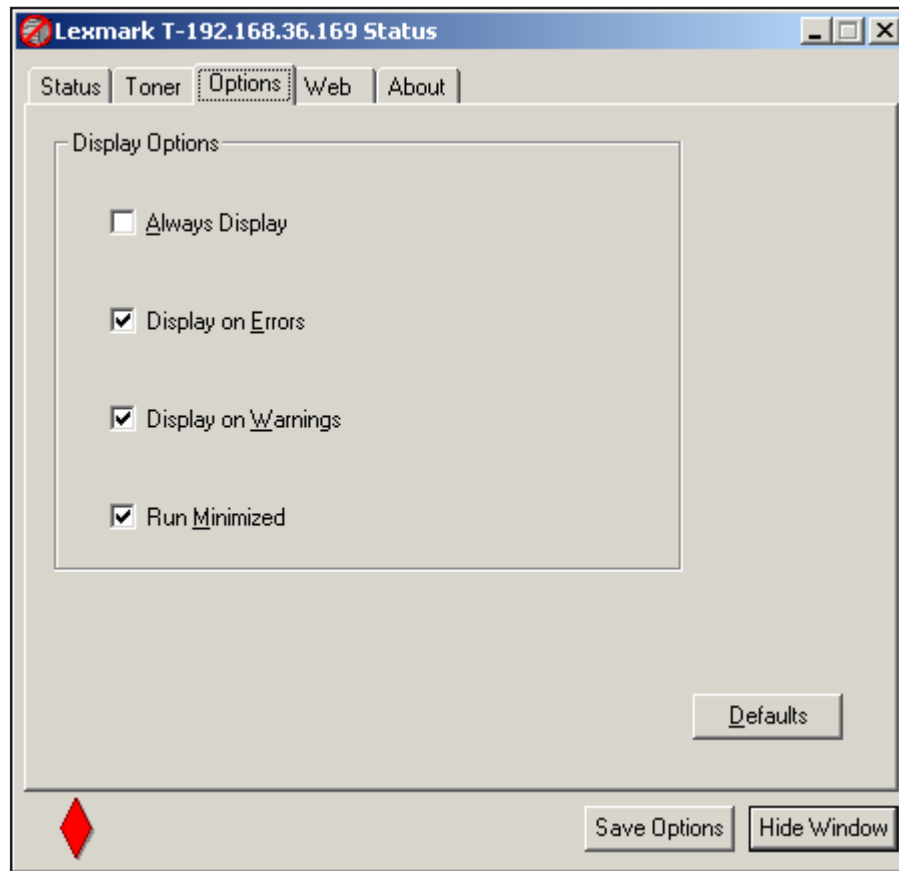 Lexmark T-192.168.36.169 Status
Status Toner Options Web About
Display Options
Always Display
Display on Errors
Display on Warnings
Run Minimized
Defaults
Save Options Hide Window